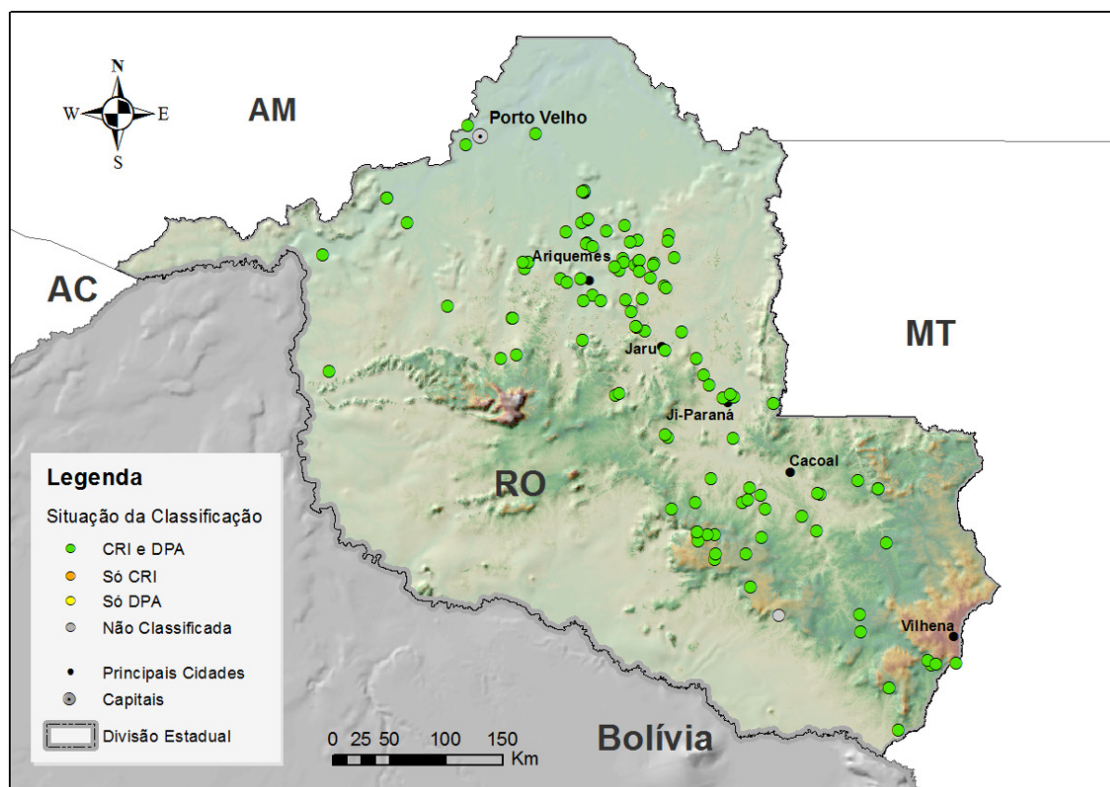 N
W
E
S
AM
Porto Velho
Ariquemes
AC
MT
Jaru
Ji-Paraná
Cacoal
RO
Vilhena
Bolívia
Legenda
Situação da Classificação
CRI e DPA
Só CRI
Só DPA
Não Classificada
Principais Cidades
Capitais
Divisão Estadual
0 25 50 100 150
Km